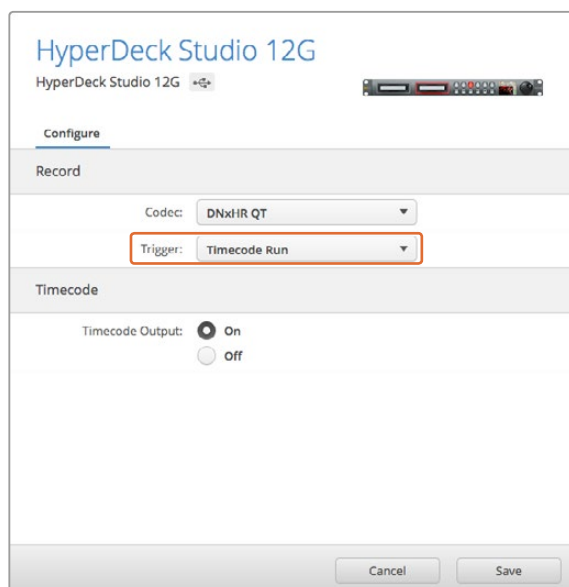 HyperDeck Studio 12G
HyperDeck Studio 12G
Configure
Record
Codec: DNxHR QT
Trigger: Timecode Run
Timecode
Timecode Output: On
Off
Cancel Save